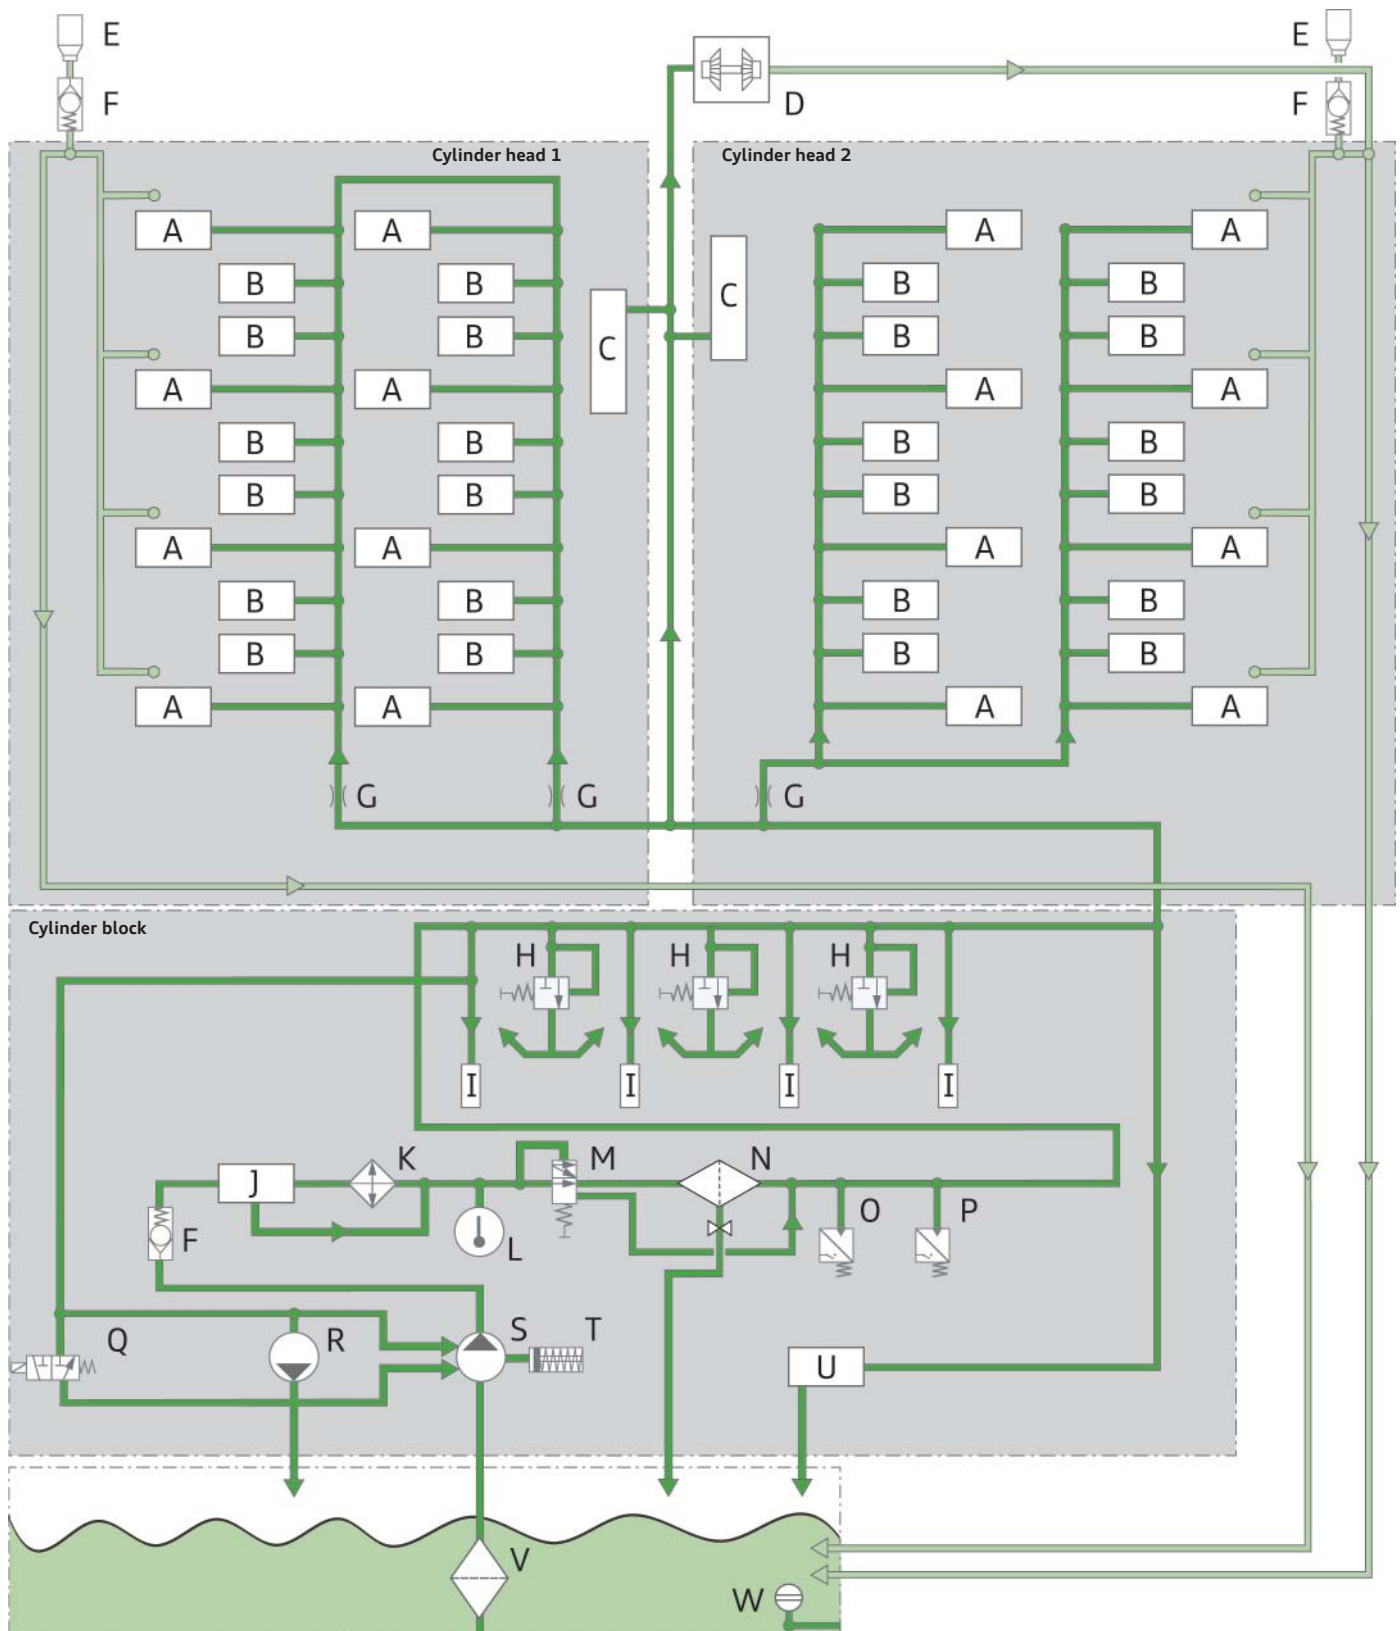 E E
F D F
Cylinder head 1 Cylinder head 2
A A A A
B B B B
C
B B B B
C
A A A A
B B B B
B B B B
A A A A
B B B B
B B B B
A A A A
G G G
Cylinder block
H H H
I I I I
K M N
J
O P
F L
S T
Q R
U
V
W